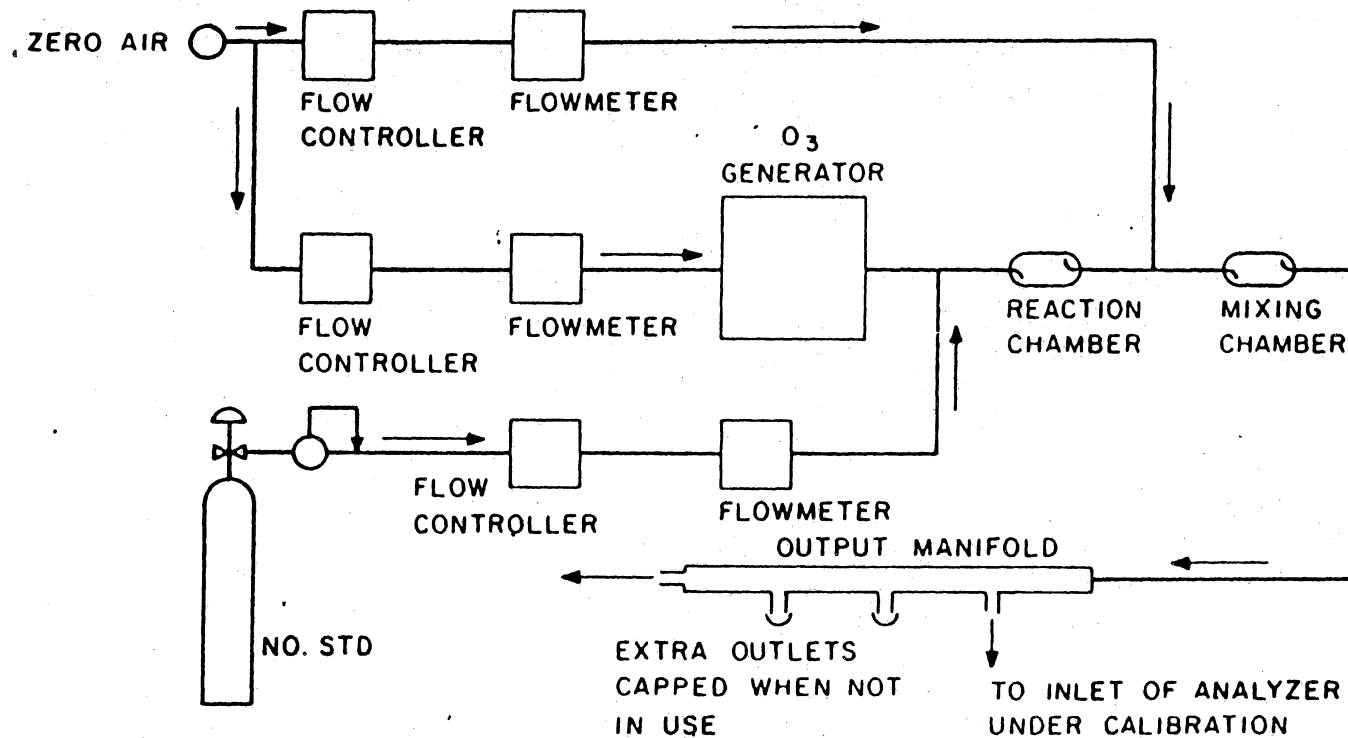 ZERO AIR
FLOW
CONTROLLER
FLOWMETER
O₃
GENERATOR
FLOW
CONTROLLER
FLOWMETER
REACTION
CHAMBER
MIXING
CHAMBER
FLOW
CONTROLLER
FLOWMETER
OUTPUT MANIFOLD
NO. STD
EXTRA OUTLETS
CAPPED WHEN NOT
IN USE
TO INLET OF ANALYZER
UNDER CALIBRATION